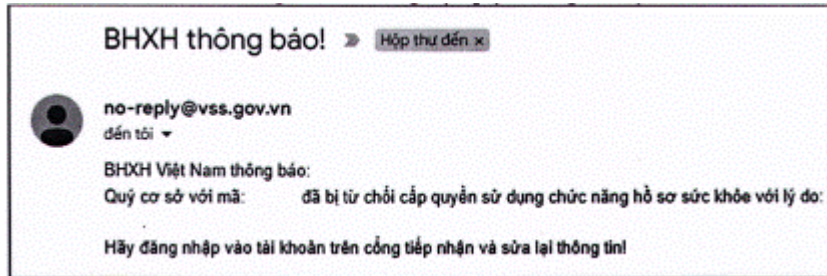 BHXH thông báo! Hộp thư đến ×
no-reply@vss.gov.vn
đến tôi
BHXH Việt Nam thông báo:
Quý cơ sở với mã: đã bị từ chối cấp quyền sử dụng chức năng hồ sơ sức khỏe với lý do:
.
Hãy đăng nhập vào tài khoản trên cổng tiếp nhận và sửa lại thông tin!